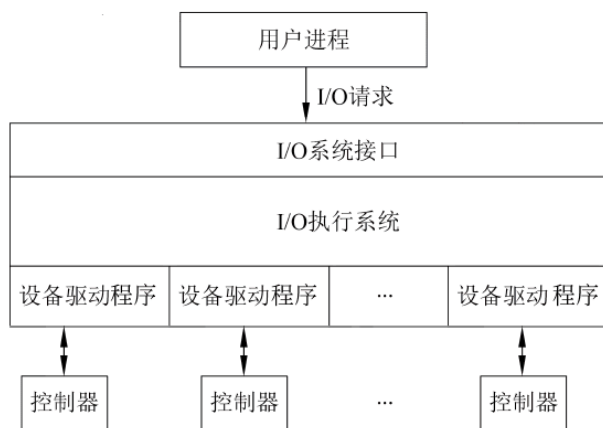 用户进程
I/O请求
I/O系统接口
I/O执行系统
设备驱动程序 设备驱动程序 ... 设备驱动程序
控制器 控制器 ... 控制器